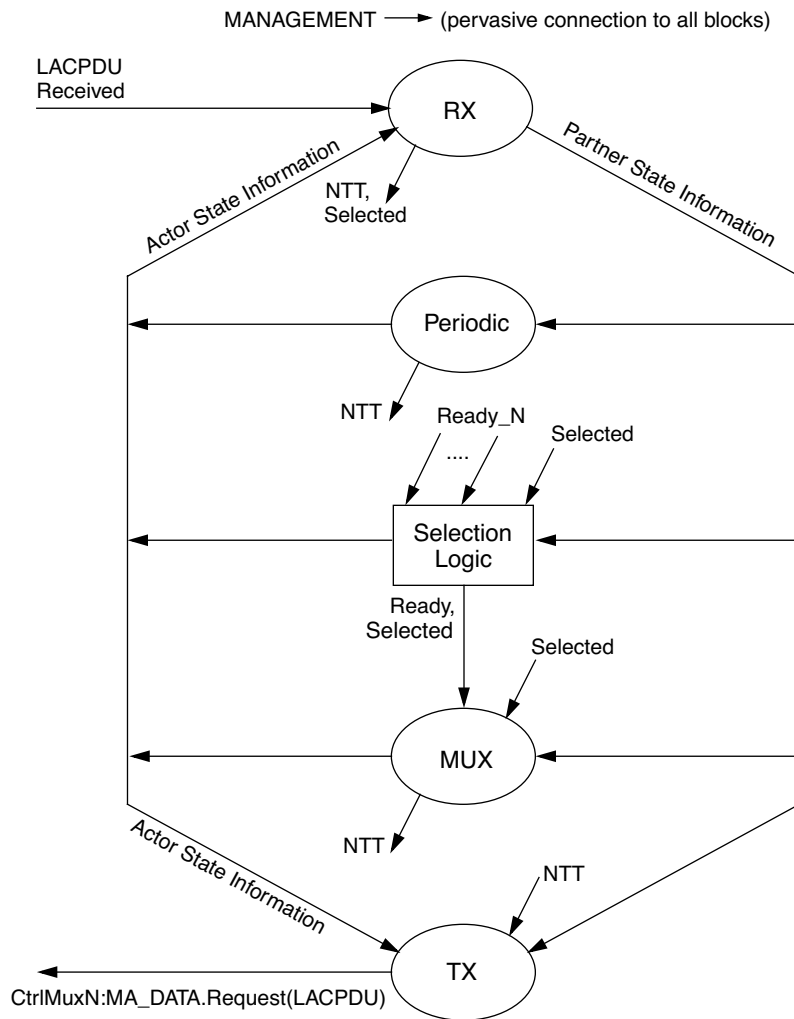 MANAGEMENT (pervasive connection to all blocks)
LACPDU
Received
RX
Actor State Information
Partner State Information
NTT,
Selected
Periodic
NTT
Ready_N
....
Selected
Selection
Logic
Ready,
Selected
Selected
MUX
NTT
Actor State Information
NTT
TX
CtrlMuxN:MA_DATA.Request(LACPDU)